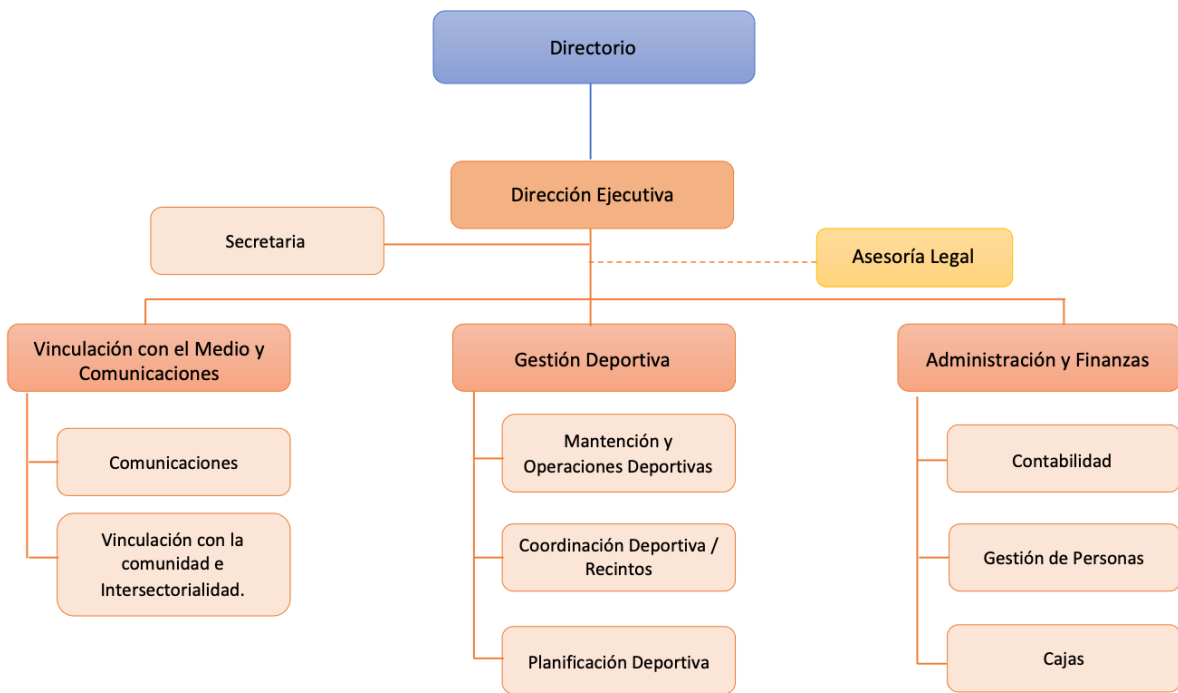 Directorio
Dirección Ejecutiva
Secretaria
Asesoría Legal
Vinculación con el Medio y
Comunicaciones
Gestión Deportiva
Administración y Finanzas
Comunicaciones
Vinculación con la
comunidad e
Intersectorialidad.
Mantención y
Operaciones Deportivas
Coordinación Deportiva /
Recintos
Planificación Deportiva
Contabilidad
Gestión de Personas
Cajas